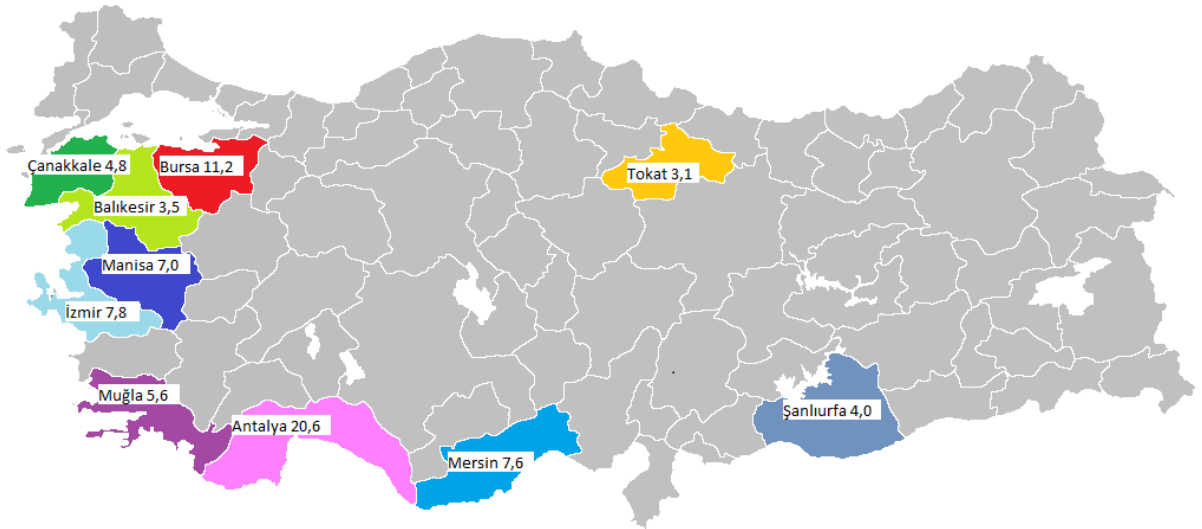 Çanakkale 4,8
Bursa 11,2
Tokat 3,1
Balıkesir 3,5
Manisa 7,0
İzmir 7,8
Muğla 5,6
Şanlıurfa 4,0
Antalya 20,6
Mersin 7,6